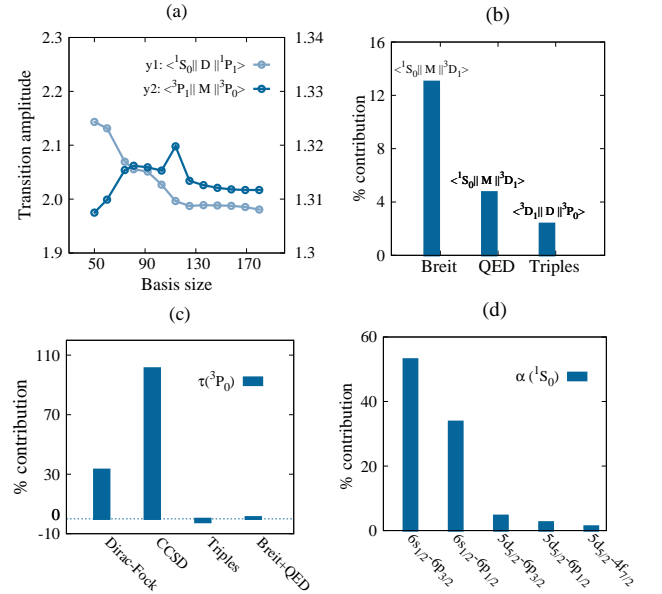 (a)
2.3
2.2
2.1
2.0
1.9
1.34
1.33
1.32
1.31
1.3
50
90
130
180
Transition amplitude
Basis size
y1: <¹S₀|| D ||¹P₁>
y2: <³P₁|| M ||³P₀>
(b)
16
12
8
4
0
% contribution
<¹S₀|| M ||³D₁>
<¹S₀|| M ||³D₁>
<³D₁|| D ||³P₀>
Breit
QED
Triples
(c)
110
70
30
0
-10
% contribution
τ(³P₀)
Dirac-Fock
CCSD
Triples
Breit+QED
(d)
60
40
20
0
% contribution
α (¹S₀)
6s₁/₂-6p₃/₂
6s₁/₂-6p₁/₂
5d₅/₂-6p₃/₂
5d₅/₂-6p₁/₂
5d₅/₂-4f₇/₂